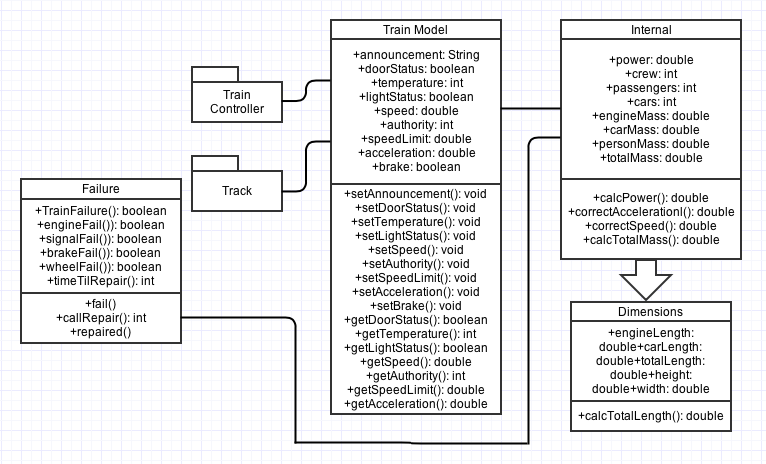 Train Model
+announcement: String
+doorStatus: boolean
+temperature: int
+lightStatus: boolean
+speed: double
+authority: int
+speedLimit: double
+acceleration: double
+brake: boolean
+setAnnouncement(): void
+setDoorStatus(): void
+setTemperature(): void
+setLightStatus(): void
+setSpeed(): void
+setAuthority(): void
+setSpeedLimit(): void
+setAcceleration(): void
+setBrake(): void
+getDoorStatus(): boolean
+getTemperature(): int
+getLightStatus(): boolean
+getSpeed(): double
+getAuthority(): int
+getSpeedLimit(): double
+getAcceleration(): double
Internal
+power: double
+crew: int
+passengers: int
+cars: int
+engineMass: double
+carMass: double
+personMass: double
+totalMass: double
+calcPower(): double
+correctAccelerationl(): double
+correctSpeed(): double
+calcTotalMass(): double
Train
Controller
Track
Failure
+TrainFailure(): boolean
+engineFail()): boolean
+signalFail()): boolean
+brakeFail()): boolean
+wheelFail()): boolean
+timeTilRepair(): int
+fail()
+callRepair(): int
+repaired()
Dimensions
+engineLength:
double+carLength:
double+totalLength:
double+height:
double+width: double
+calcTotalLength(): double